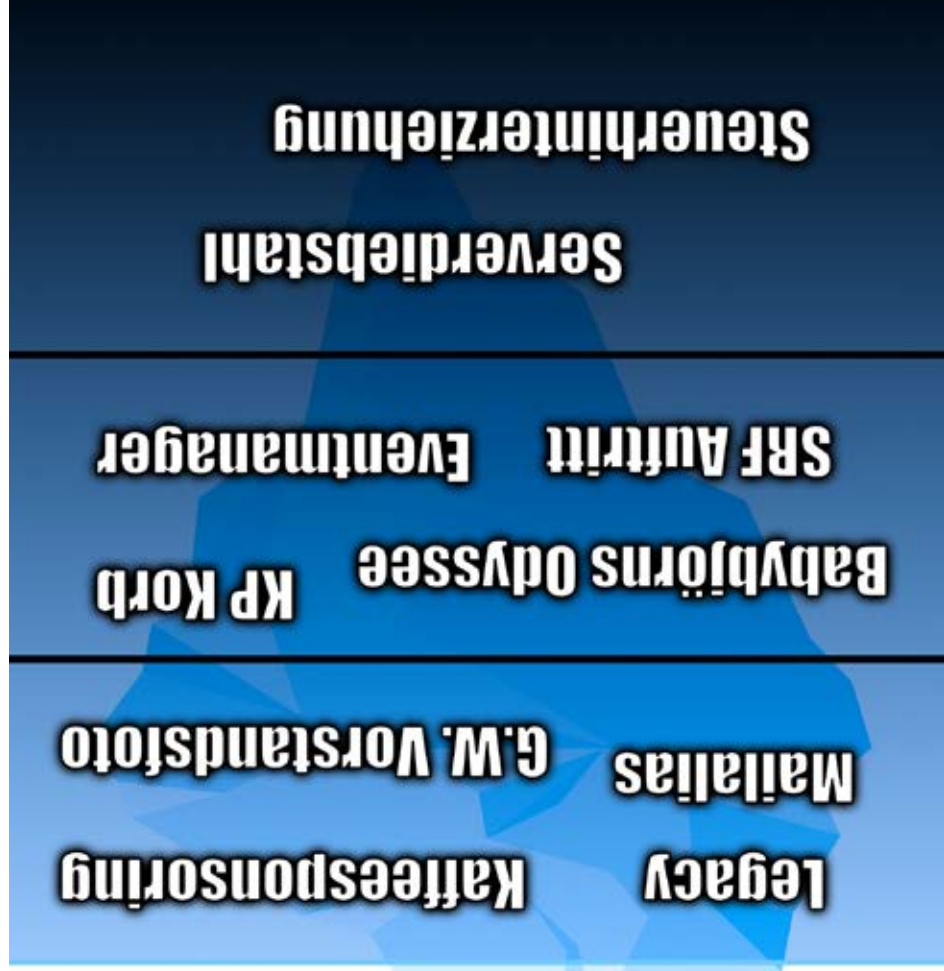 Legacy Kaffeesponsoring
Mailalias G.W. Vorstandsfoto
Babybjörns Odyssee KP Korb
SRF Auftritt Eventmanager
Serverdiebstahl
Steuerhinterziehung